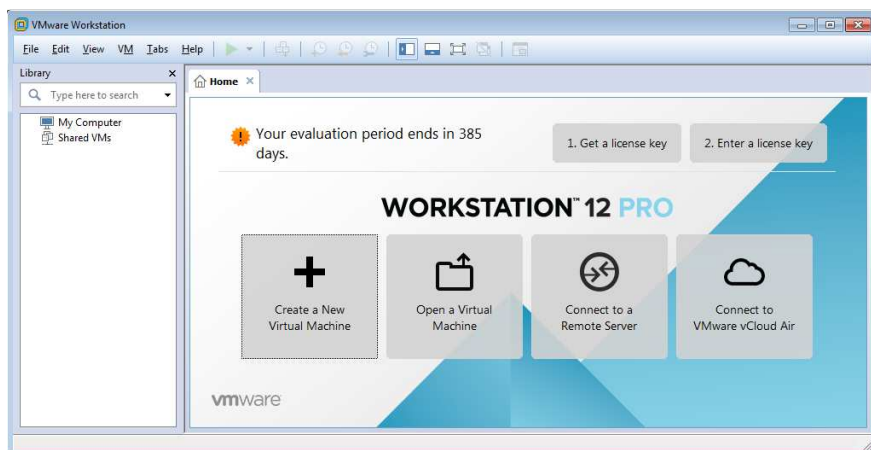 VMware Workstation
File Edit View VM Tabs Help
Library
Type here to search
My Computer
Shared VMs
Home
Your evaluation period ends in 385
days.
1. Get a license key
2. Enter a license key
WORKSTATION™ 12 PRO
Create a New
Virtual Machine
Open a Virtual
Machine
Connect to a
Remote Server
Connect to
VMware vCloud Air
vmware